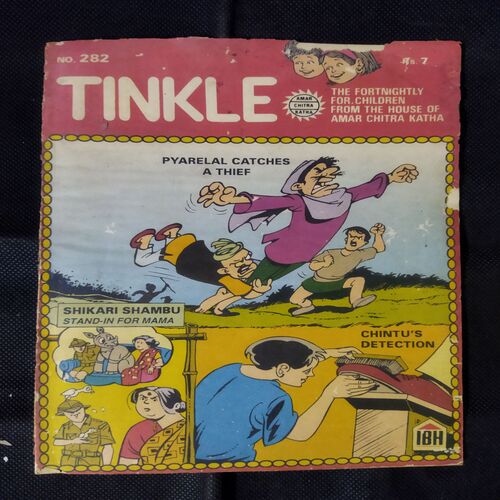 NO. 282
Rs. 7
TINKLE
AMAR
CHITRA
KATHA
THE FORTNIGHTLY
FOR CHILDREN
FROM THE HOUSE OF
AMAR CHITRA KATHA
PYARELAL CATCHES
A THIEF
SHIKARI SHAMBU
STAND-IN FOR MAMA
CHINTU'S
DETECTION
IBH